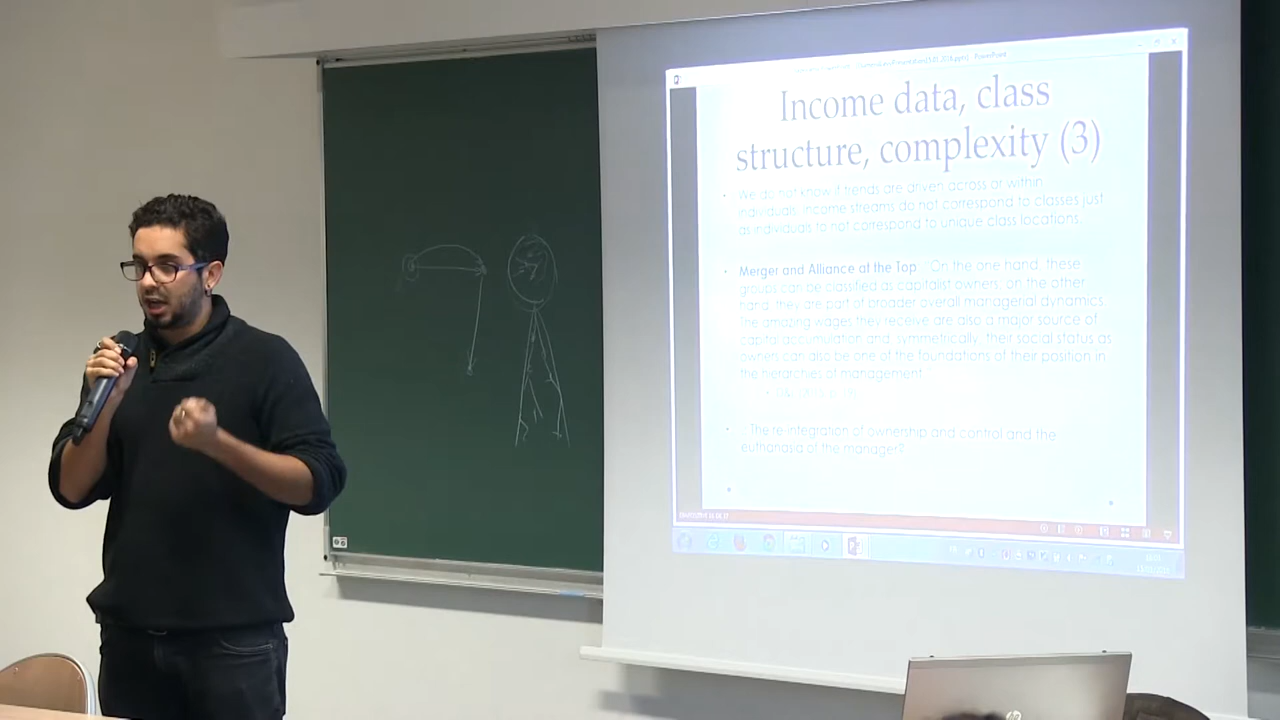 PowerPoint
Income data, class
structure, complexity (3)
We do not know if trends are driven across or within
individuals. Income streams do not correspond to classes just
as individuals to not correspond to unique class locations.
Merger and Alliance at the Top: "On the one hand, these
groups can be classified as capitalist owners; on the other
hand, they are part of broader overall managerial dynamics.
The amazing wages they receive are also a major source of
capital accumulation and, symmetrically, their social status as
owners can also be one of the foundations of their position in
the hierarchies of management."
The re-integration of ownership and control and the
euthanasia of the manager?
hp